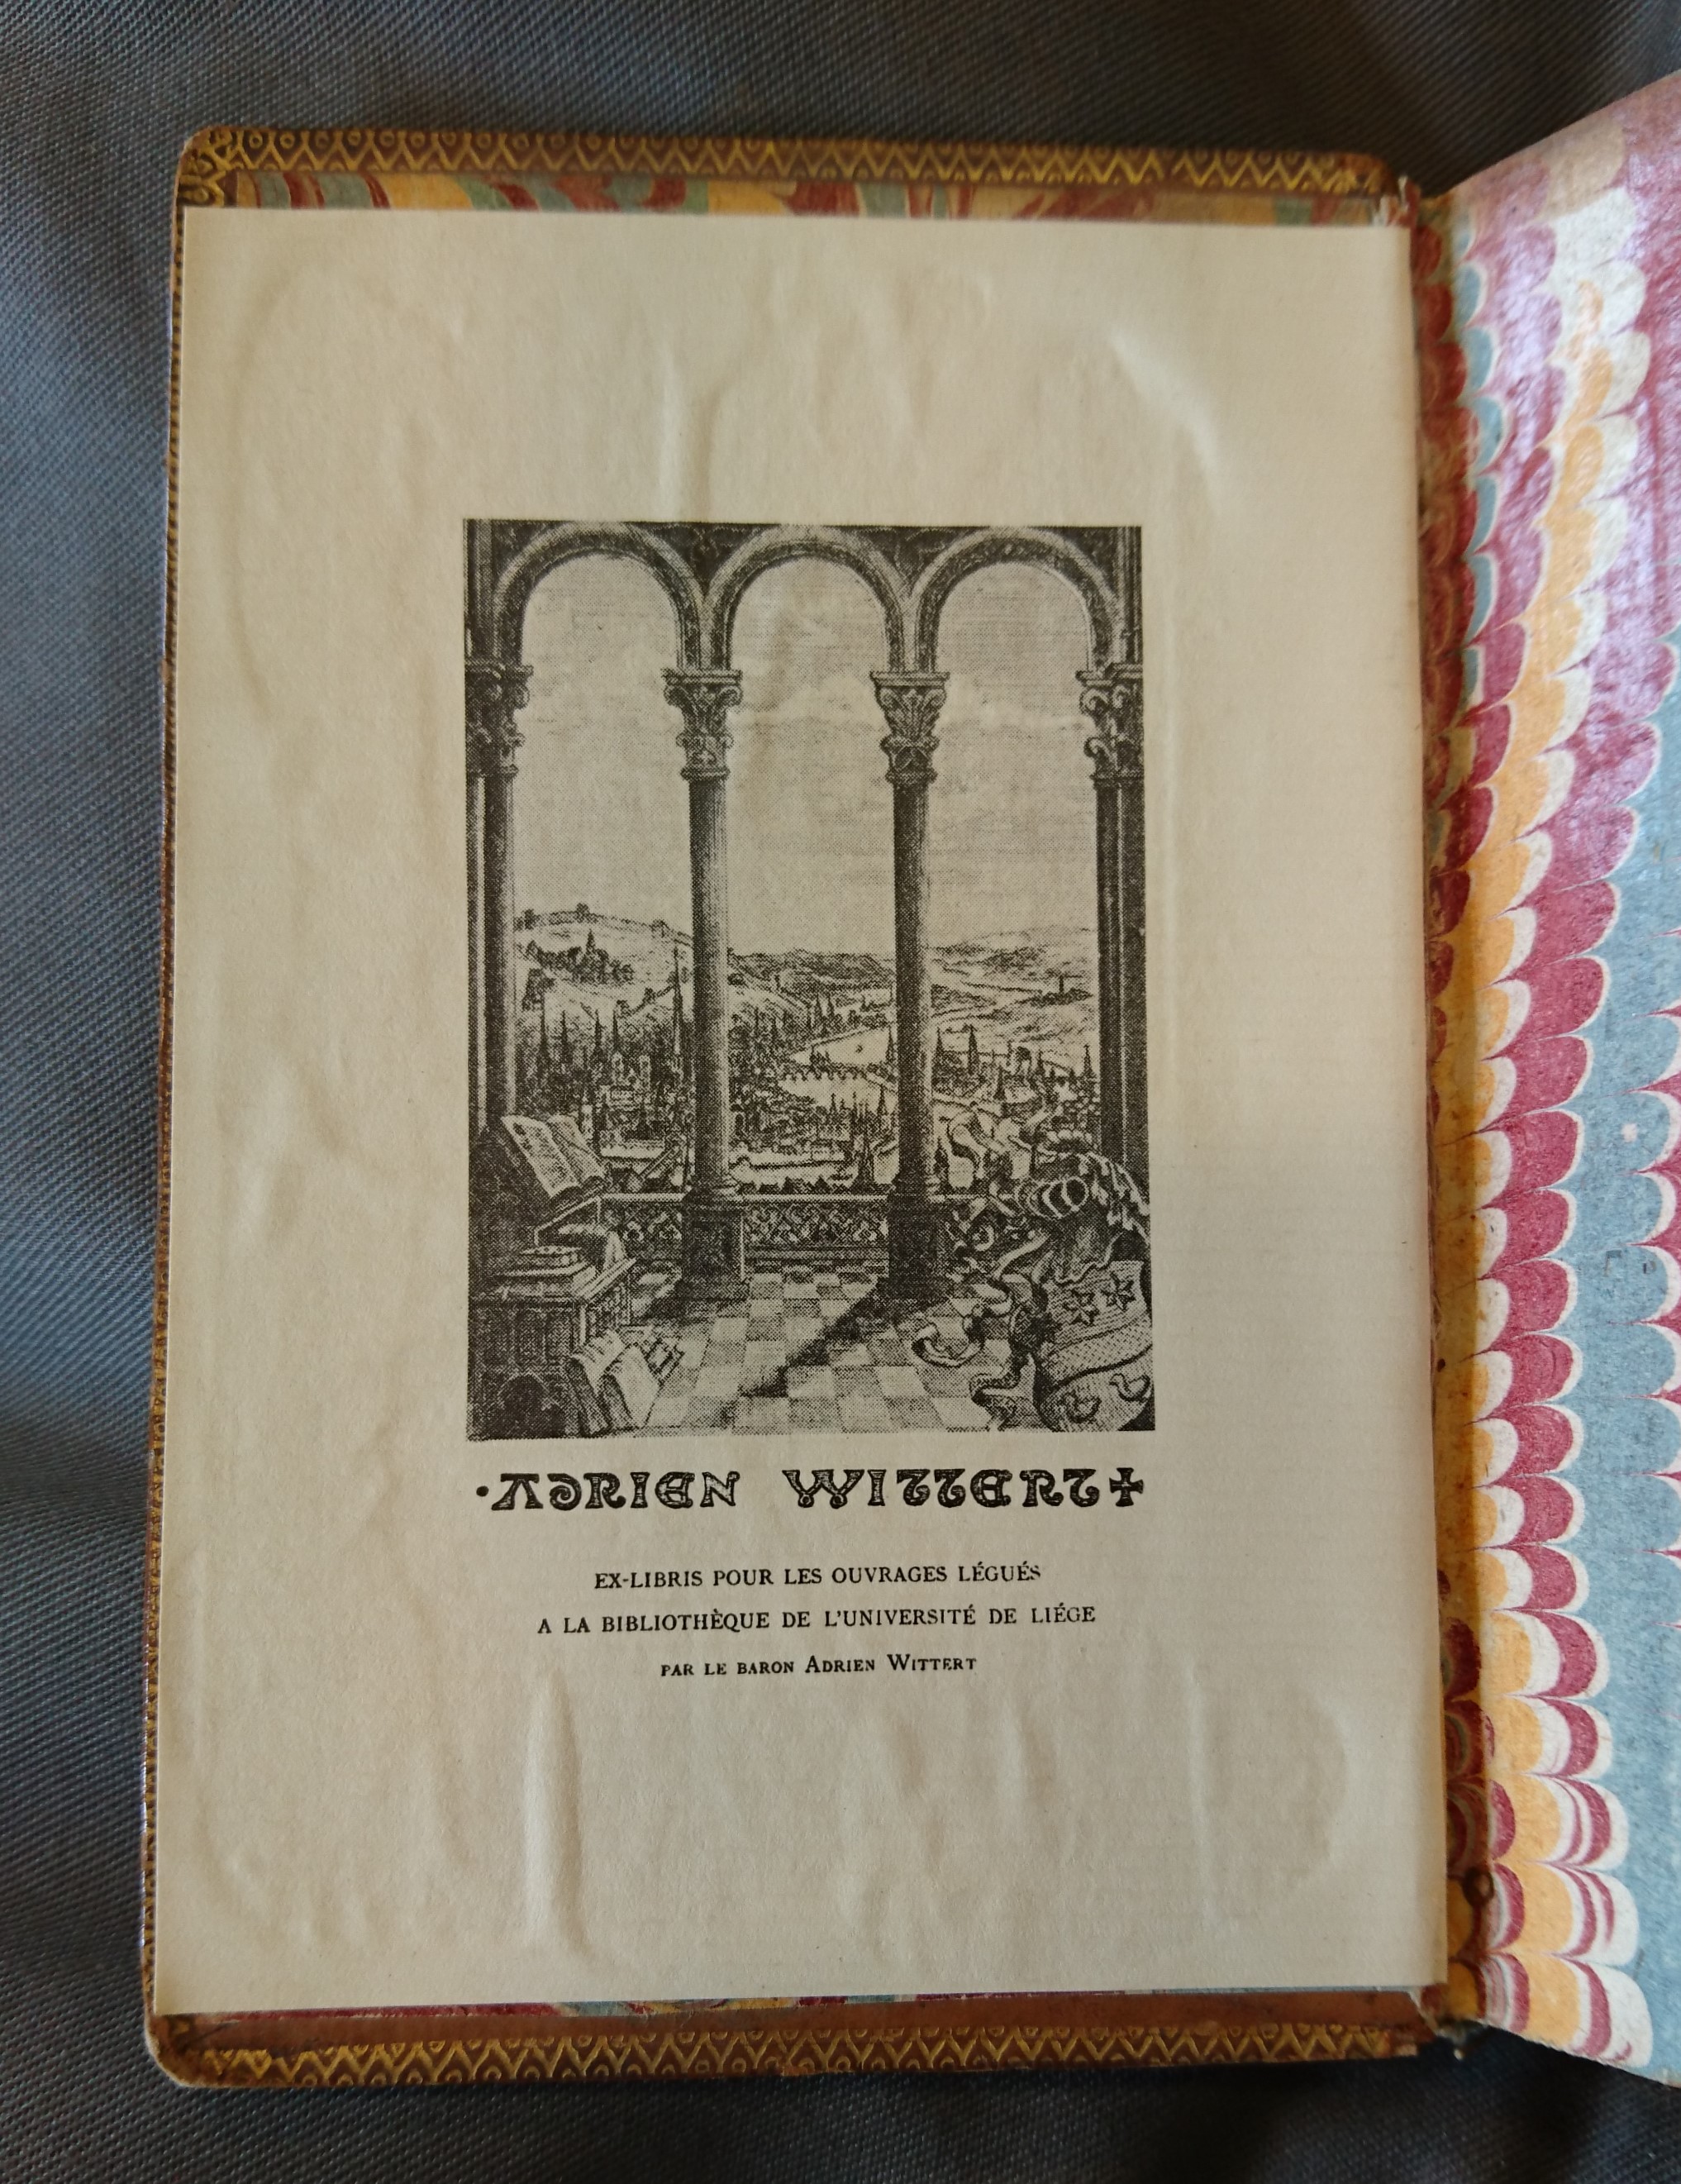 ·ADRIEN WITTERT✠
EX-LIBRIS POUR LES OUVRAGES LÉGUÉS
A LA BIBLIOTHÈQUE DE L'UNIVERSITÉ DE LIÉGE
PAR LE BARON ADRIEN WITTERT